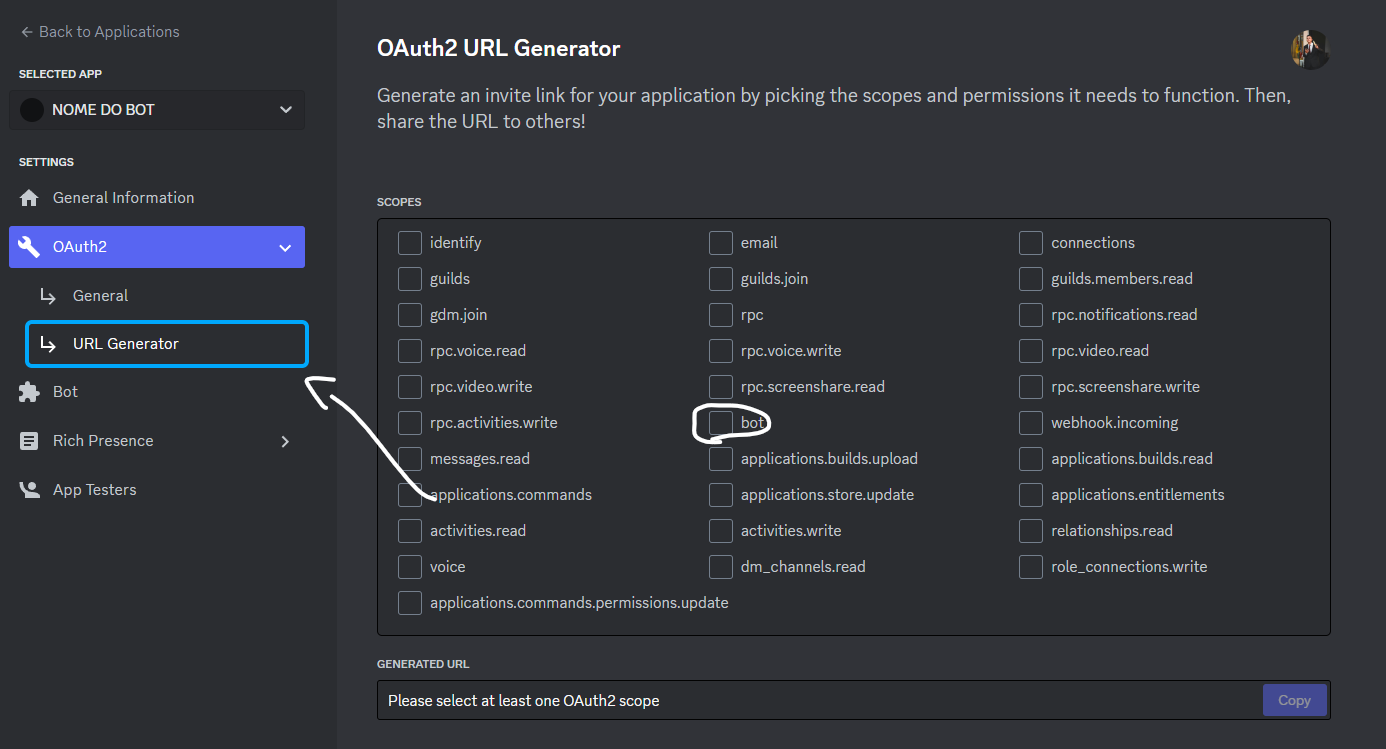 Back to Applications
SELECTED APP
NOME DO BOT
SETTINGS
General Information
OAuth2
General
URL Generator
Bot
Rich Presence
App Testers
OAuth2 URL Generator
Generate an invite link for your application by picking the scopes and permissions it needs to function. Then,
share the URL to others!
SCOPES
identify email connections
guilds guilds.join guilds.members.read
gdm.join rpc rpc.notifications.read
rpc.voice.read rpc.voice.write rpc.video.read
rpc.video.write rpc.screenshare.read rpc.screenshare.write
rpc.activities.write bot webhook.incoming
messages.read applications.builds.upload applications.builds.read
applications.commands applications.store.update applications.entitlements
activities.read activities.write relationships.read
voice dm_channels.read role_connections.write
applications.commands.permissions.update
GENERATED URL
Please select at least one OAuth2 scope Copy